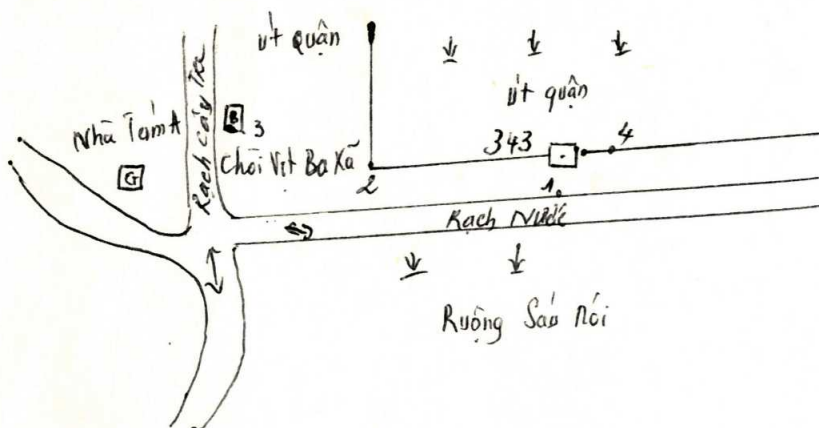 Út quận
Rạch Cây Tra
Út quận
Nhà Tám A
B
3
343
4
Chòi Vịt Ba Xã
G
2
1.
Rạch Nước
Ruộng Sáu Nói